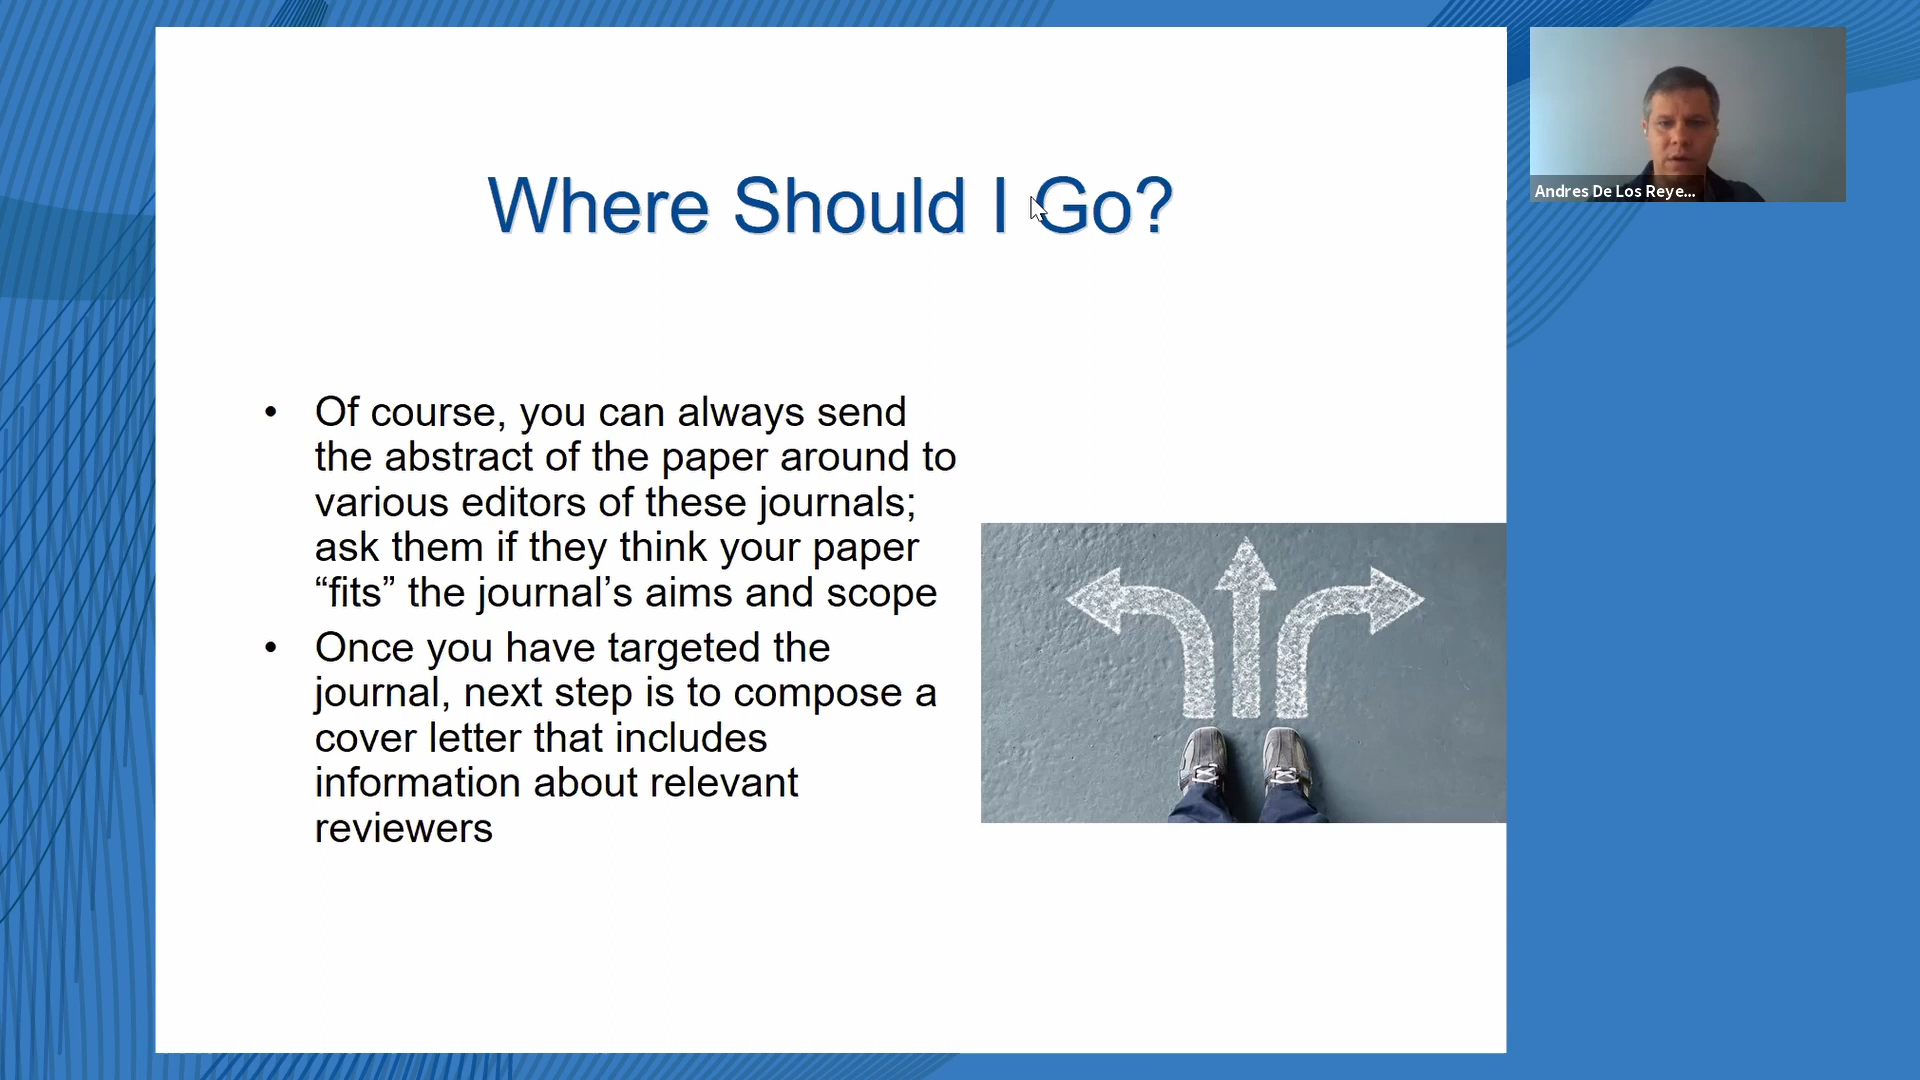 Where Should I Go?
• Of course, you can always send
the abstract of the paper around to
various editors of these journals;
ask them if they think your paper
“fits” the journal’s aims and scope
• Once you have targeted the
journal, next step is to compose a
cover letter that includes
information about relevant
reviewers
Andres De Los Reye...